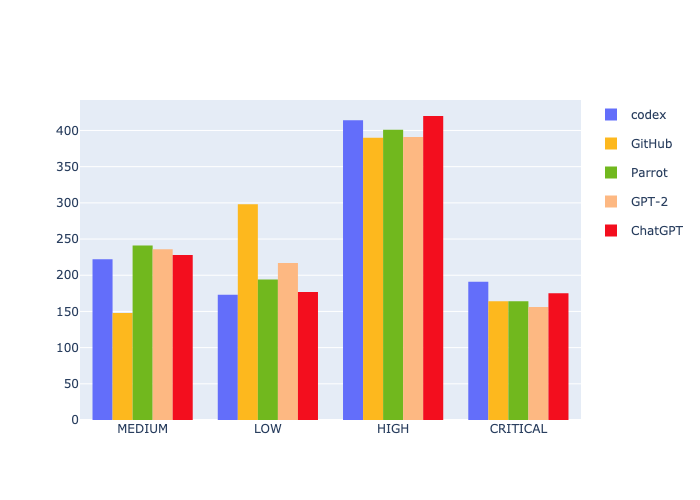 400
350
300
250
200
150
100
50
0
MEDIUM
LOW
HIGH
CRITICAL
codex
GitHub
Parrot
GPT-2
ChatGPT